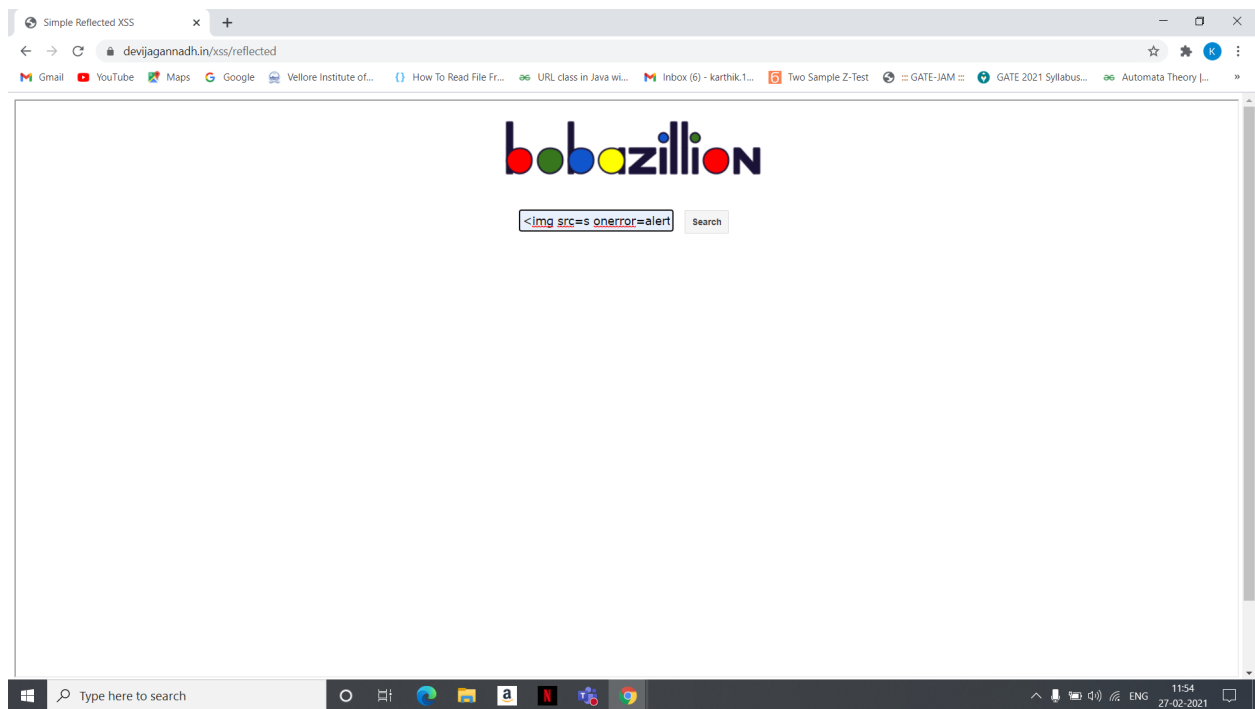 Simple Reflected XSS
devijagannadh.in/xss/reflected
K
Gmail YouTube Maps Google Vellore Institute of... How To Read File Fr... URL class in Java wi... Inbox (6) - karthik.1... Two Sample Z-Test ::: GATE-JAM ::: GATE 2021 Syllabus... Automata Theory |... »
bobazillion
<img src=s onerror=alert Search
Type here to search
ENG
11:54
27-02-2021